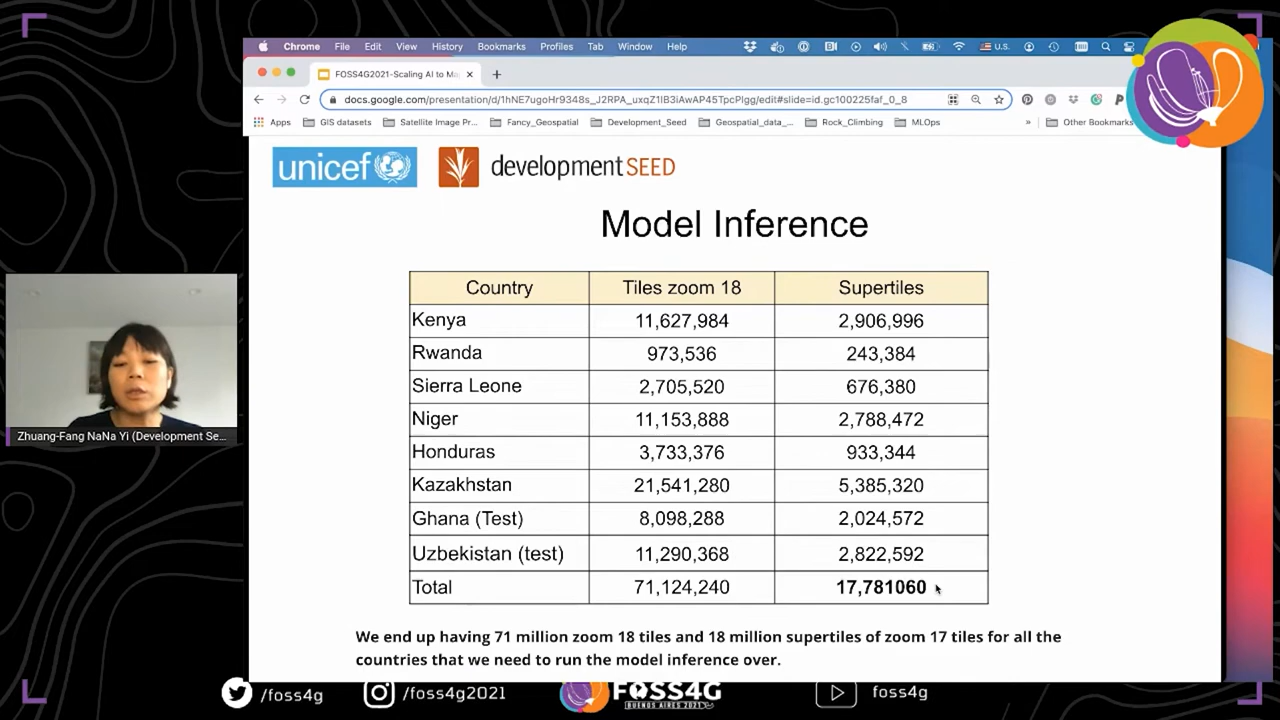 Chrome File Edit View History Bookmarks Profiles Tab Window Help U.S.
FOSS4G2021-Scaling AI to Ma
docs.google.com/presentation/d/1hNE7ugoHr9348s_J2RPA_uxqZ1IB3iAwAP45TpcPlgg/edit#slide=id.gc100225faf_0_8
Apps GIS datasets Satellite Image Pr... Fancy_Geospatial Development_Seed Geospatial_data_... Rock_Climbing MLOps » Other Bookmarks
unicef developmentSEED
Model Inference
Country Tiles zoom 18 Supertiles
Kenya 11,627,984 2,906,996
Rwanda 973,536 243,384
Sierra Leone 2,705,520 676,380
Niger 11,153,888 2,788,472
Honduras 3,733,376 933,344
Kazakhstan 21,541,280 5,385,320
Ghana (Test) 8,098,288 2,024,572
Uzbekistan (test) 11,290,368 2,822,592
Total 71,124,240 17,781060
We end up having 71 million zoom 18 tiles and 18 million supertiles of zoom 17 tiles for all the
countries that we need to run the model inference over.
Zhuang-Fang NaNa Yi (Development Se...
/foss4g /foss4g2021 FOSS4G foss4g
BUENOS AIRES 2021